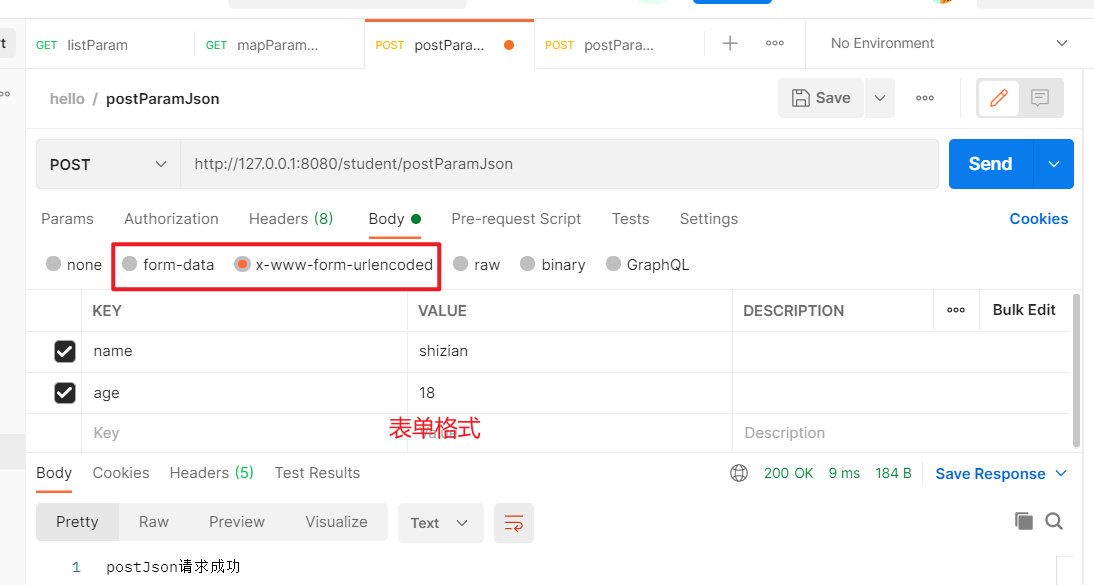 t
GET listParam GET mapParam... POST postPara... POST postPara... No Environment
hello / postParamJson Save
POST http://127.0.0.1:8080/student/postParamJson Send
Params Authorization Headers (8) Body Pre-request Script Tests Settings Cookies
none form-data x-www-form-urlencoded raw binary GraphQL
KEY VALUE DESCRIPTION Bulk Edit
name shizian
age 18
Key Value Description
表单格式
Body Cookies Headers (5) Test Results 200 OK 9 ms 184 B Save Response
Pretty Raw Preview Visualize Text
1 postJson请求成功